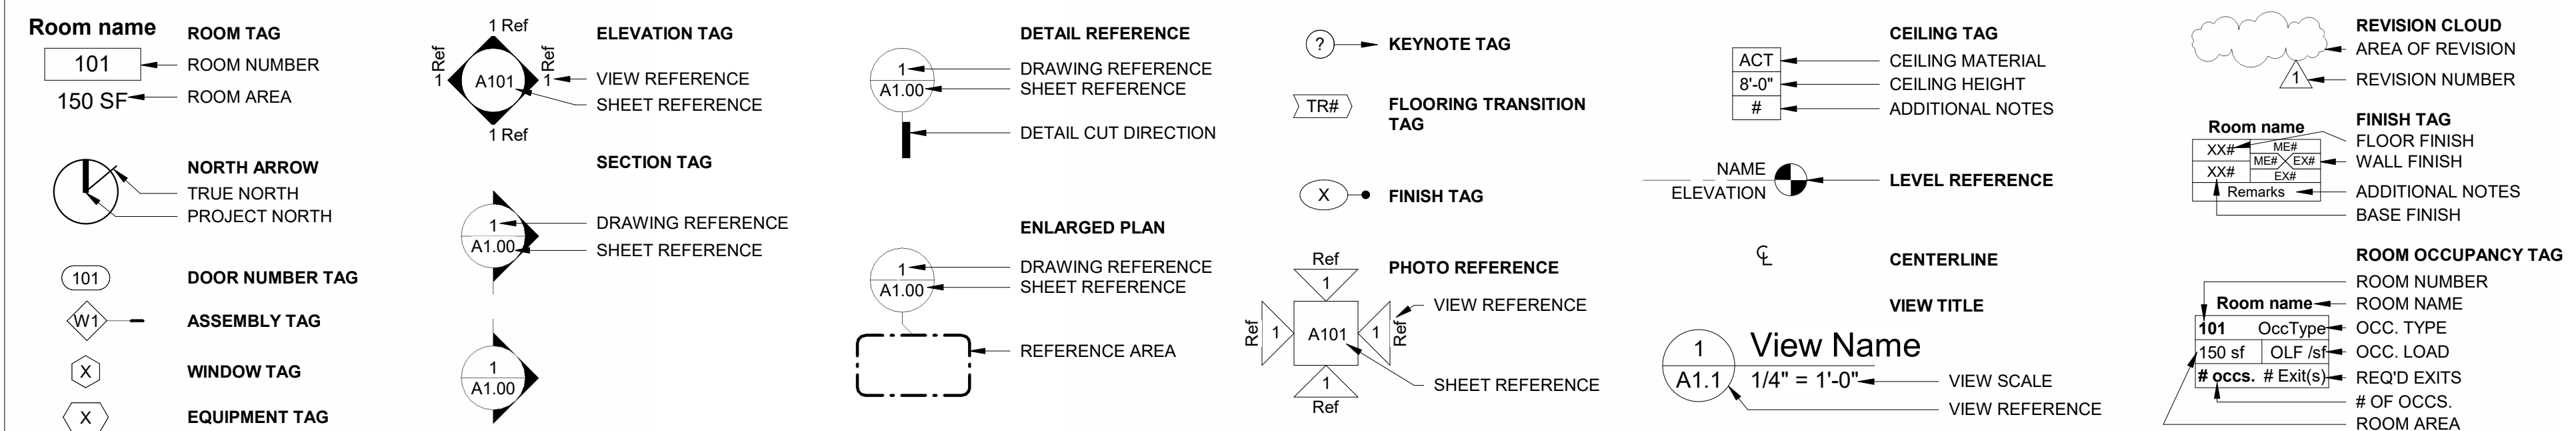 Room name
ROOM TAG
101
ROOM NUMBER
150 SF
ROOM AREA
NORTH ARROW
TRUE NORTH
PROJECT NORTH
101
DOOR NUMBER TAG
W1
ASSEMBLY TAG
X
WINDOW TAG
X
EQUIPMENT TAG
1 Ref
ELEVATION TAG
Ref
1
A101
1
Ref
VIEW REFERENCE
SHEET REFERENCE
1 Ref
SECTION TAG
1
DRAWING REFERENCE
A1.00
SHEET REFERENCE
1
A1.00
DETAIL REFERENCE
1
DRAWING REFERENCE
A1.00
SHEET REFERENCE
DETAIL CUT DIRECTION
ENLARGED PLAN
1
DRAWING REFERENCE
A1.00
SHEET REFERENCE
REFERENCE AREA
?
KEYNOTE TAG
TR#
FLOORING TRANSITION
TAG
X
FINISH TAG
Ref
PHOTO REFERENCE
1
VIEW REFERENCE
Ref
1
A101
1
Ref
1
SHEET REFERENCE
Ref
CEILING TAG
ACT
CEILING MATERIAL
8'-0"
CEILING HEIGHT
#
ADDITIONAL NOTES
NAME
ELEVATION
LEVEL REFERENCE
℄
CENTERLINE
VIEW TITLE
1
View Name
A1.1
1/4" = 1'-0"
VIEW SCALE
VIEW REFERENCE
REVISION CLOUD
AREA OF REVISION
1
REVISION NUMBER
FINISH TAG
Room name
FLOOR FINISH
XX#
ME#
ME#
EX#
WALL FINISH
XX#
EX#
Remarks
ADDITIONAL NOTES
BASE FINISH
ROOM OCCUPANCY TAG
ROOM NUMBER
Room name
ROOM NAME
101
OccType
OCC. TYPE
150 sf
OLF /sf
OCC. LOAD
# occs.
# Exit(s)
REQ'D EXITS
# OF OCCS.
ROOM AREA